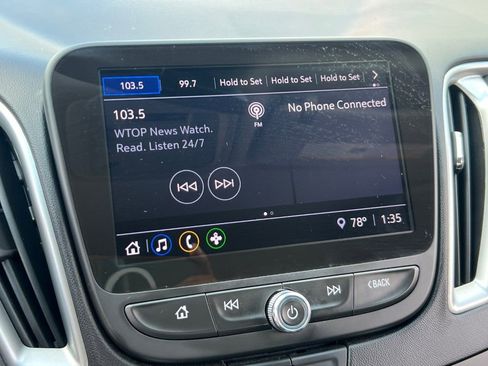 103.5 99.7 Hold to Set Hold to Set Hold to Set
103.5 No Phone Connected
FM
WTOP News Watch.
Read. Listen 24/7
78° 1:35
BACK